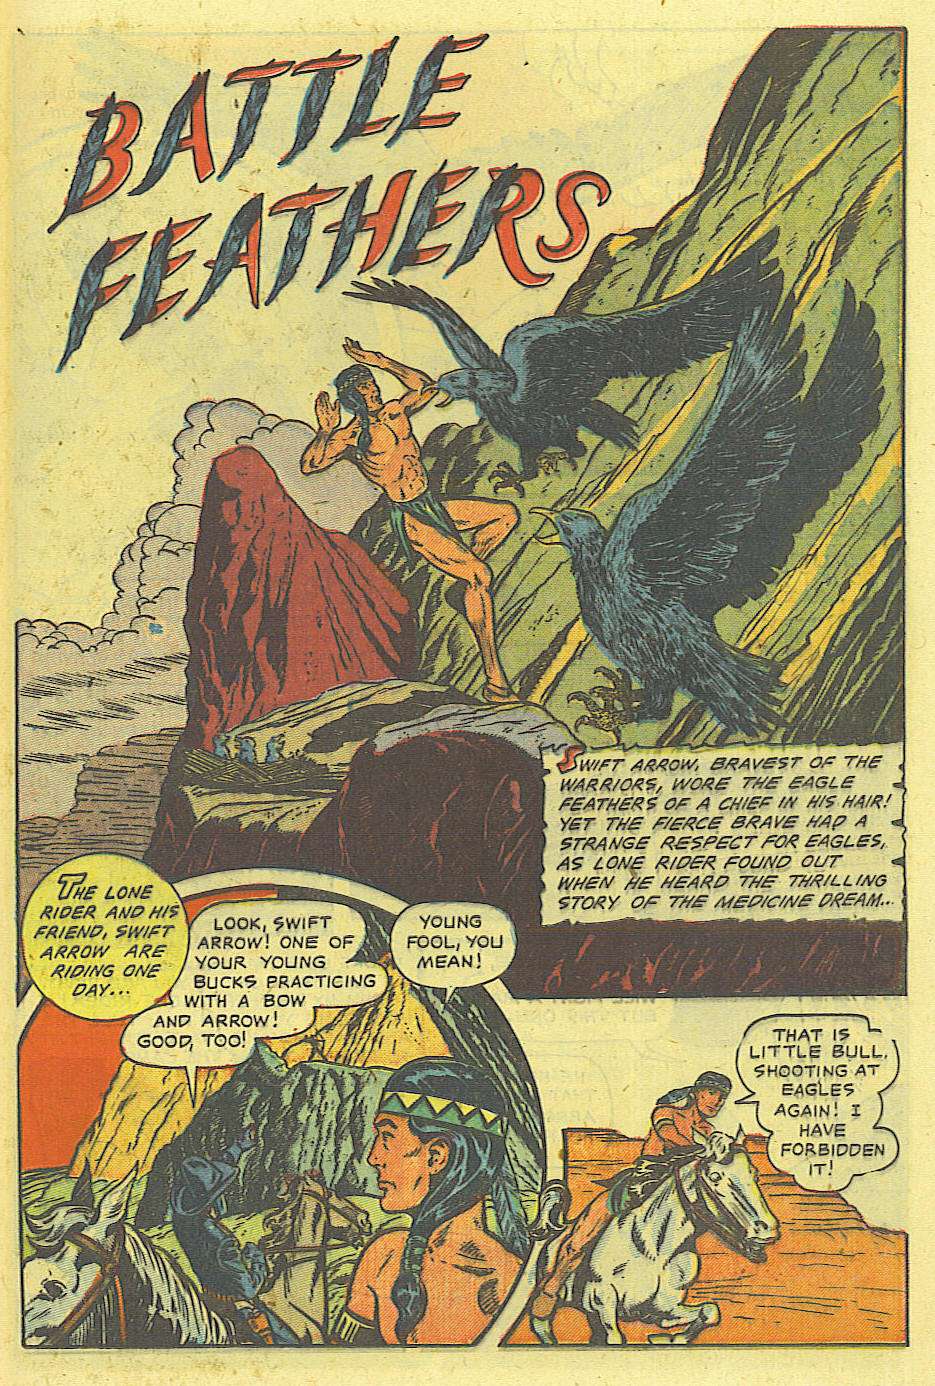 BATTLE
FEATHERS
SWIFT ARROW, BRAVEST OF THE
WARRIORS, WORE THE EAGLE
FEATHERS OF A CHIEF IN HIS HAIR!
YET THE FIERCE BRAVE HAD A
STRANGE RESPECT FOR EAGLES,
AS LONE RIDER FOUND OUT
WHEN HE HEARD THE THRILLING
STORY OF THE MEDICINE DREAM...
THE LONE
RIDER AND HIS
FRIEND, SWIFT
ARROW ARE
RIDING ONE
DAY...
LOOK, SWIFT
ARROW! ONE OF
YOUR YOUNG
BUCKS PRACTICING
WITH A BOW
AND ARROW!
GOOD, TOO!
YOUNG
FOOL, YOU
MEAN!
THAT IS
LITTLE BULL,
SHOOTING AT
EAGLES
AGAIN! I
HAVE
FORBIDDEN
IT!